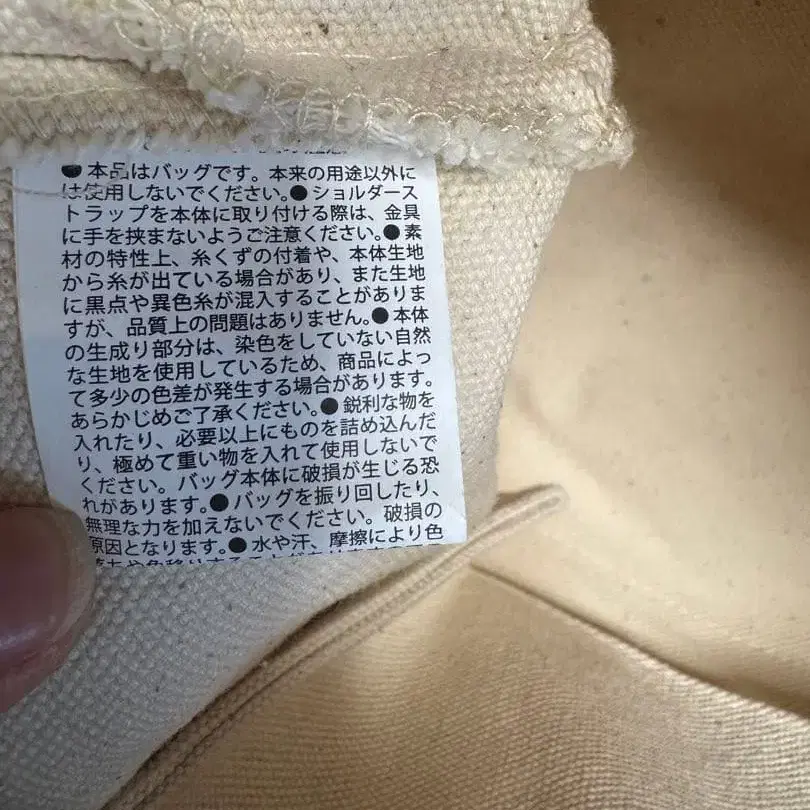 ● 本品はバッグです。本来の用途以外に
は使用しないでください。● ショルダース
トラップを本体に取り付ける際は、金具
に手を挟まないようご注意ください。● 素
材の特性上、糸くずの付着や、本体生地
から糸が出ている場合があり、また生地
に黒点や異色糸が混入することがありま
すが、品質上の問題はありません。● 本体
の生成り部分は、染色をしていない自然
な生地を使用しているため、商品によっ
て多少の色差が発生する場合があります。
あらかじめご了承ください。● 鋭利な物を
入れたり、必要以上にものを詰め込んだ
り、極めて重い物を入れて使用しないで
ください。バッグ本体に破損が生じる恐
れがあります。● バッグを振り回したり、
無理な力を加えないでください。破損の
原因となります。● 水や汗、摩擦により色